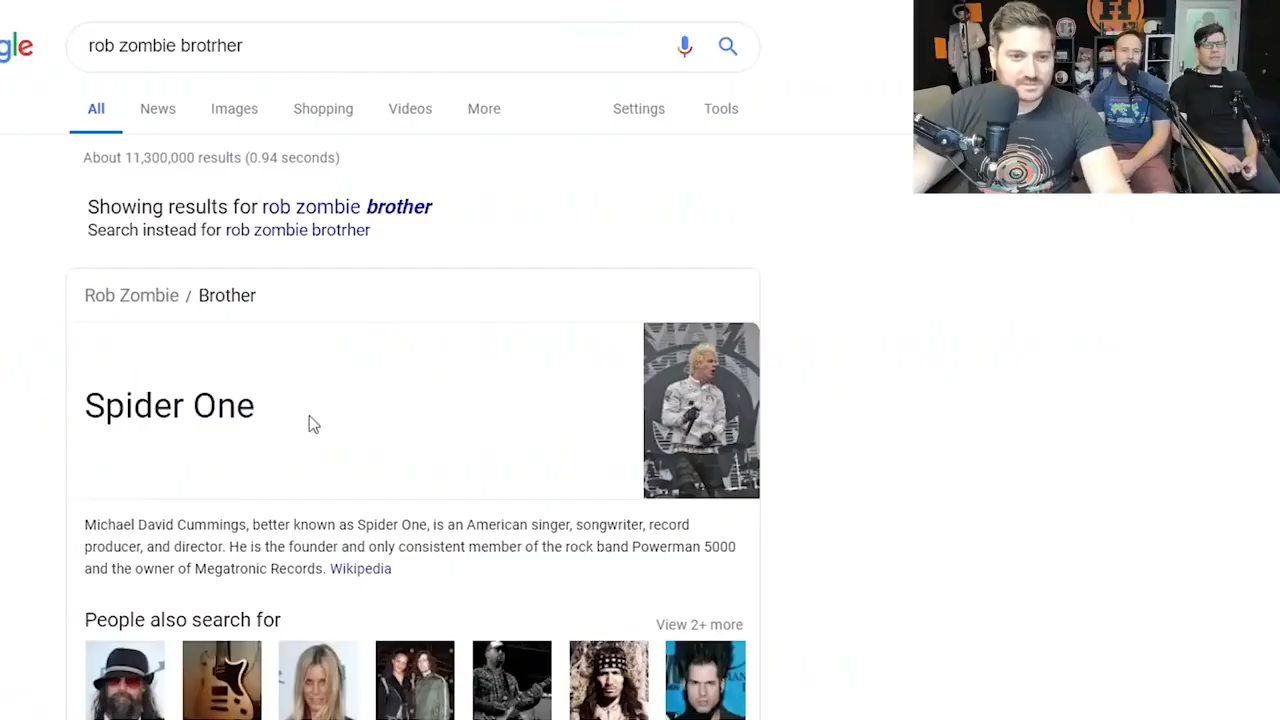 gle
rob zombie brotrher
All News Images Shopping Videos More Settings Tools
About 11,300,000 results (0.94 seconds)
Showing results for rob zombie brother
Search instead for rob zombie brotrher
Rob Zombie / Brother
Spider One
Michael David Cummings, better known as Spider One, is an American singer, songwriter, record
producer, and director. He is the founder and only consistent member of the rock band Powerman 5000
and the owner of Megatronic Records. Wikipedia
People also search for
View 2+ more